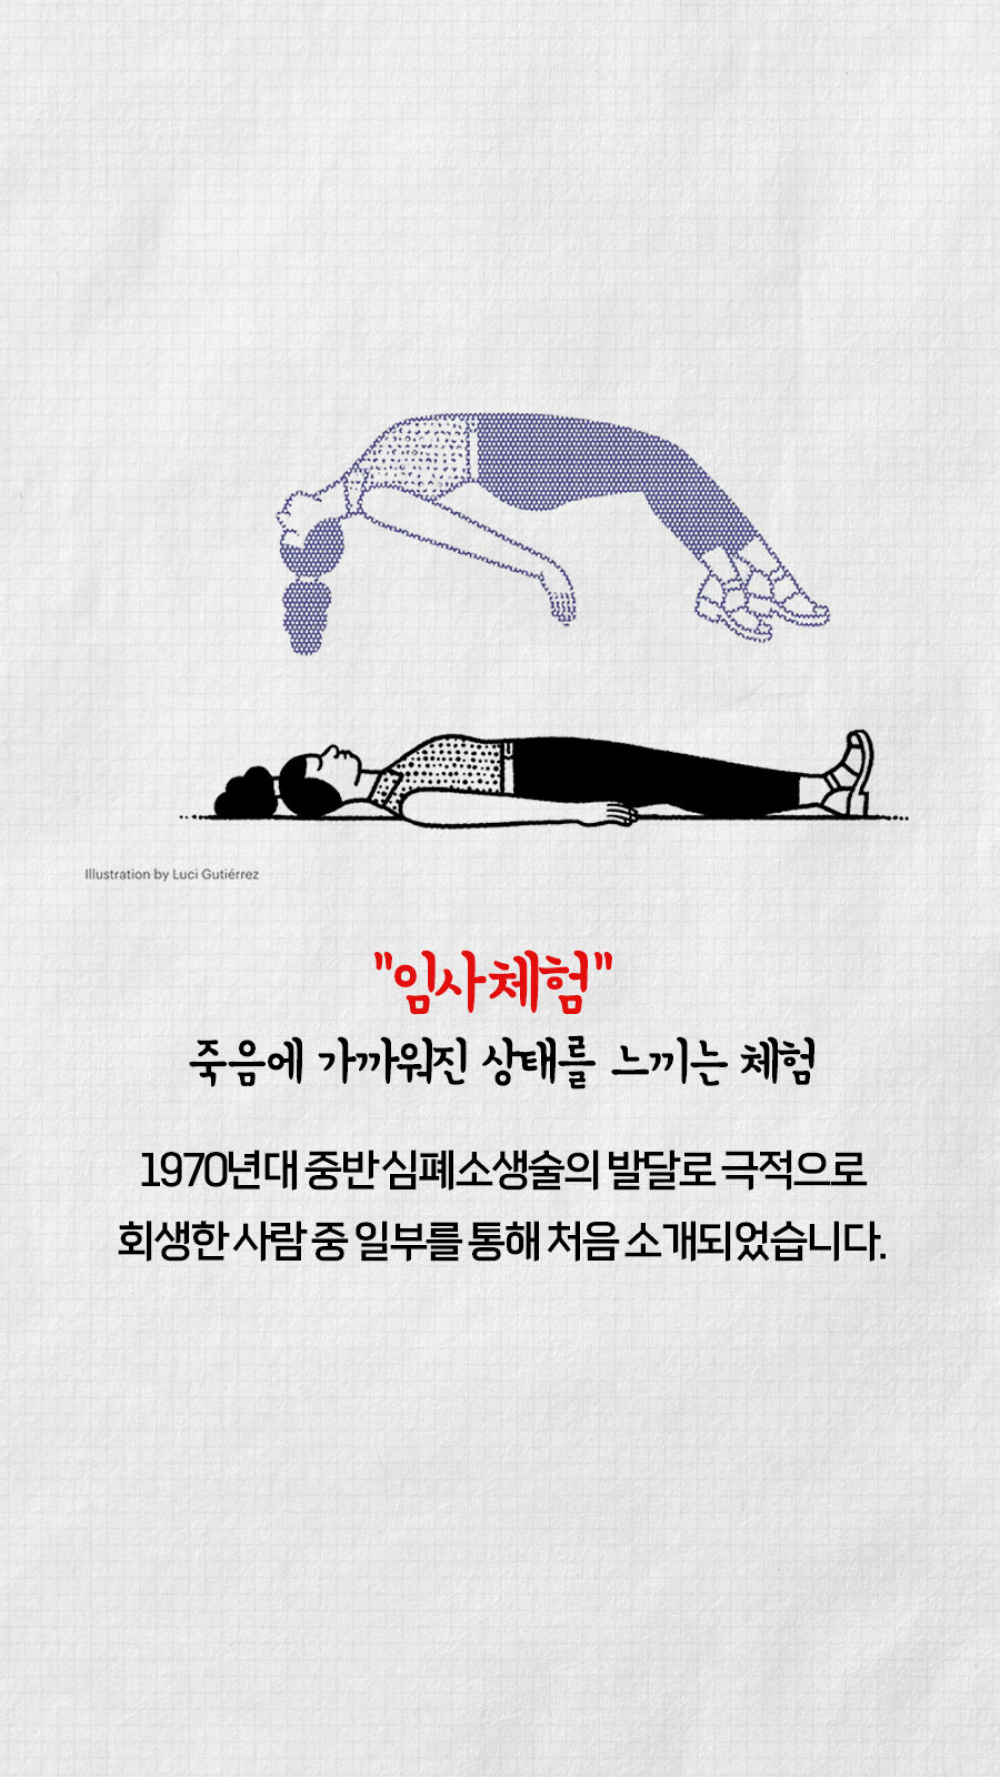 Illustration by Luci Gutiérrez
"임사체험"
죽음에 가까워진 상태를 느끼는 체험
1970년대 중반 심폐소생술의 발달로 극적으로
회생한 사람 중 일부를 통해 처음 소개되었습니다.